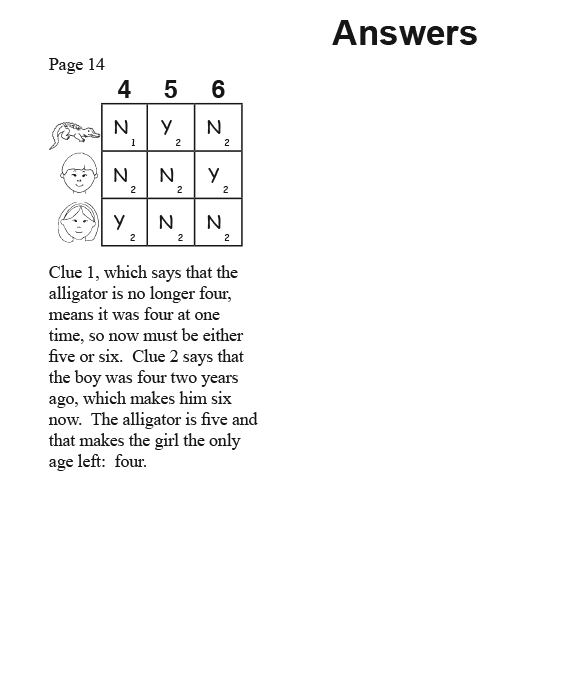 Answers
Page 14
4 5 6
N 1 Y 2 N 2
N 2 N 2 Y 2
Y 2 N 2 N 2
Clue 1, which says that the
alligator is no longer four,
means it was four at one
time, so now must be either
five or six.  Clue 2 says that
the boy was four two years
ago, which makes him six
now.  The alligator is five and
that makes the girl the only
age left:  four.